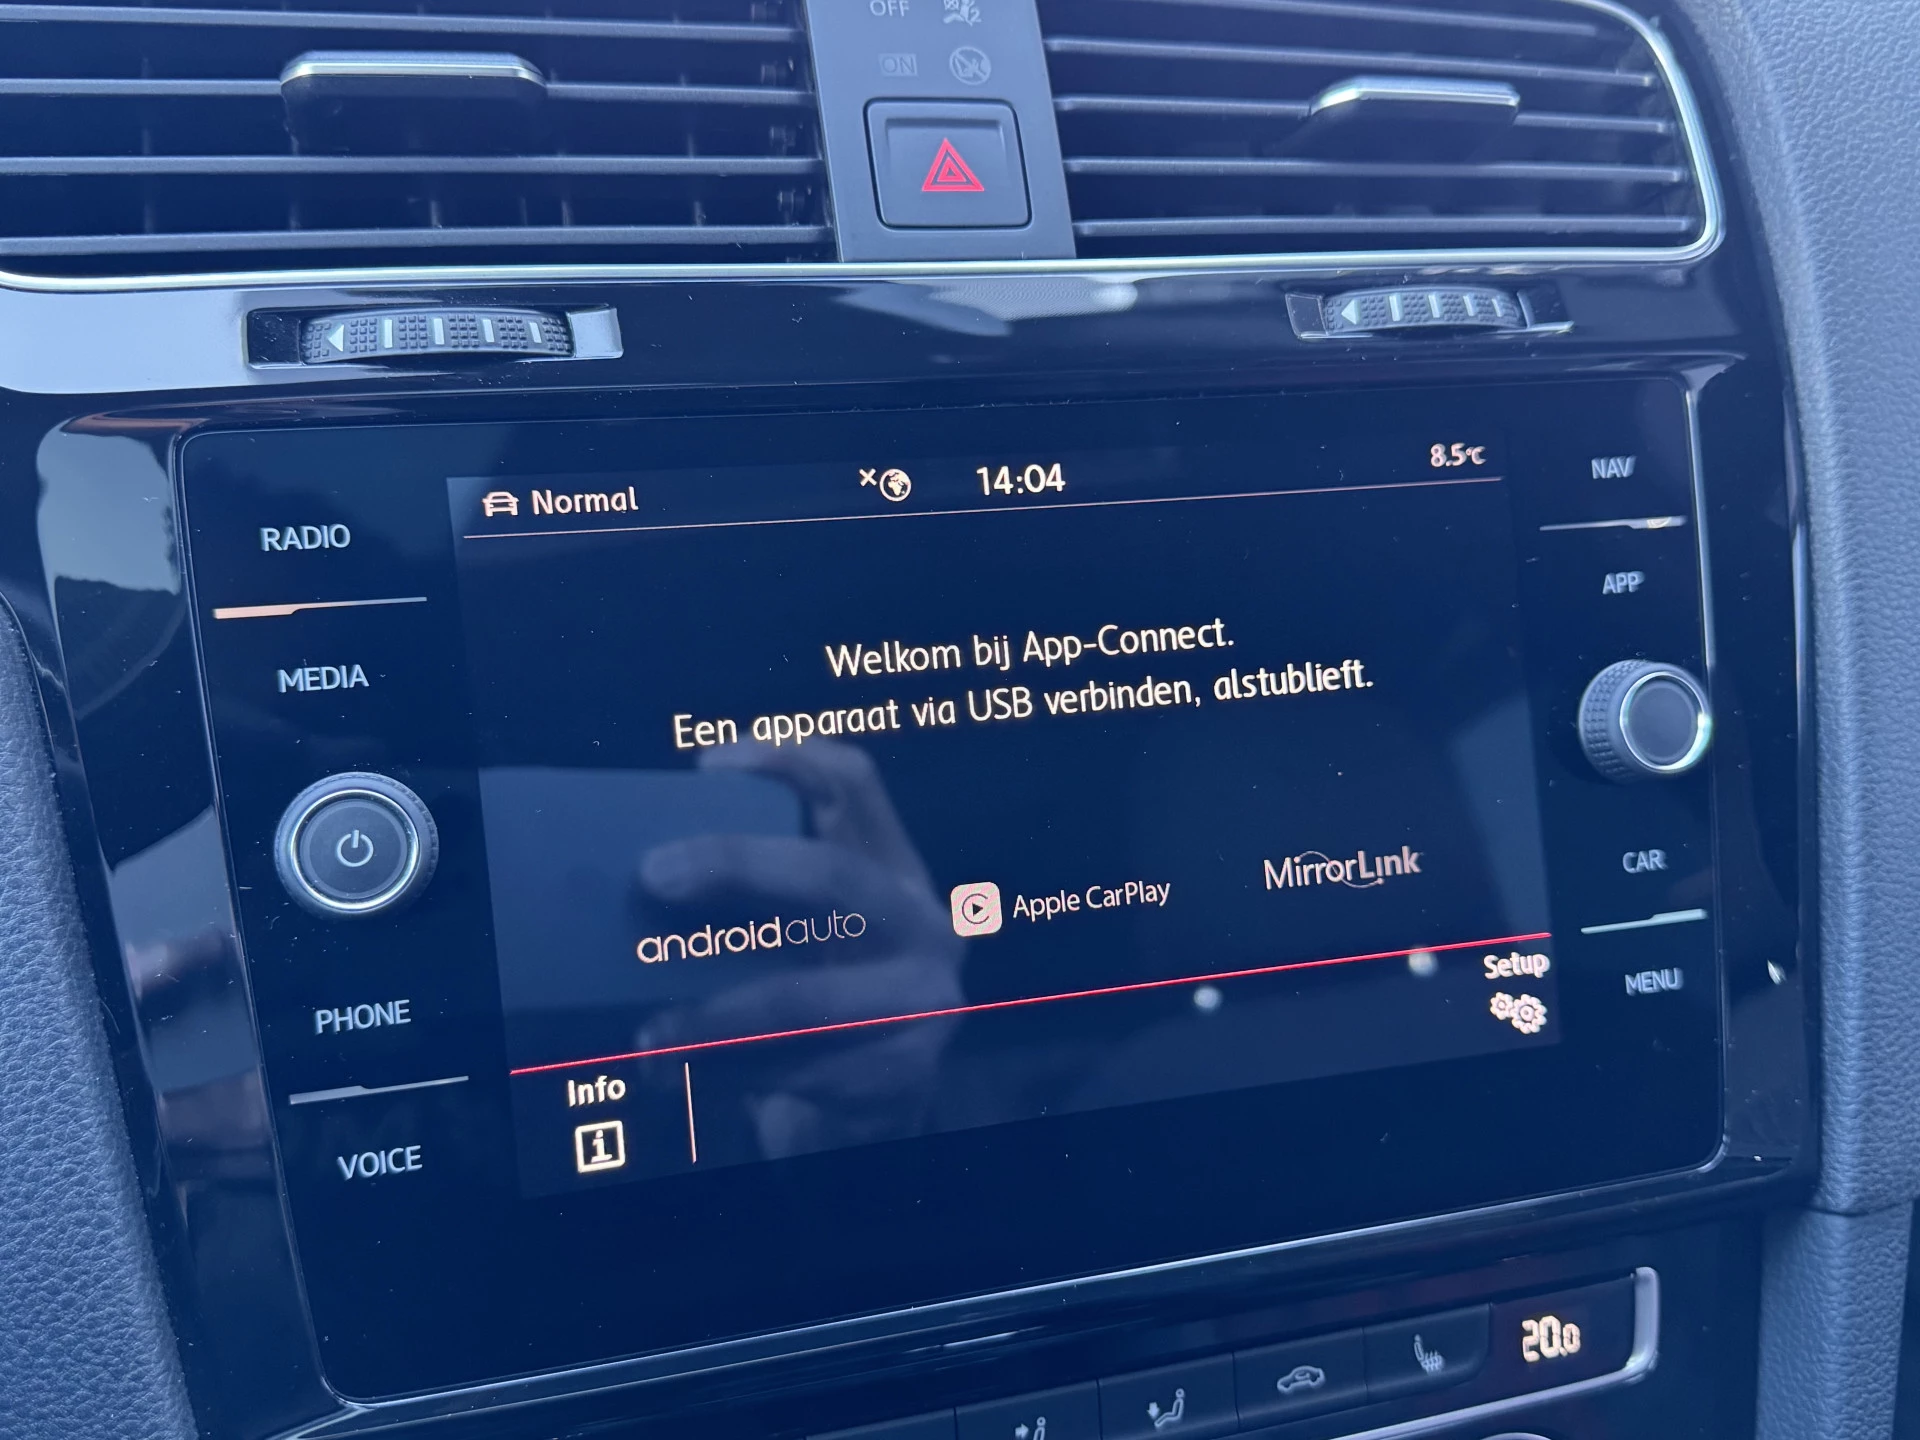 OFF
ON
Normal
14:04
8.5°C
RADIO
MEDIA
PHONE
VOICE
NAV
APP
CAR
MENU
Welkom bij App-Connect.
Een apparaat via USB verbinden, alstublieft.
androidauto
Apple CarPlay
MirrorLink
Setup
Info
i
20.0